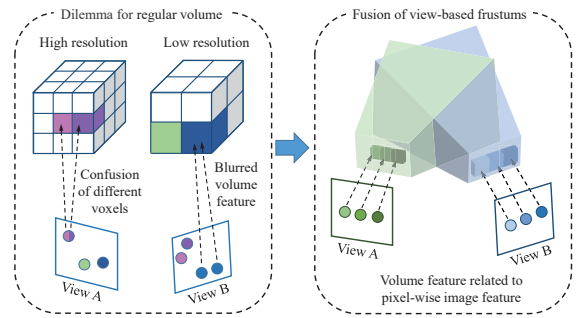 Dilemma for regular volume
High resolution
Low resolution
Confusion
of different
voxels
Blurred
volume
feature
View A
View B
Fusion of view-based frustums
View A
View B
Volume feature related to
pixel-wise image feature